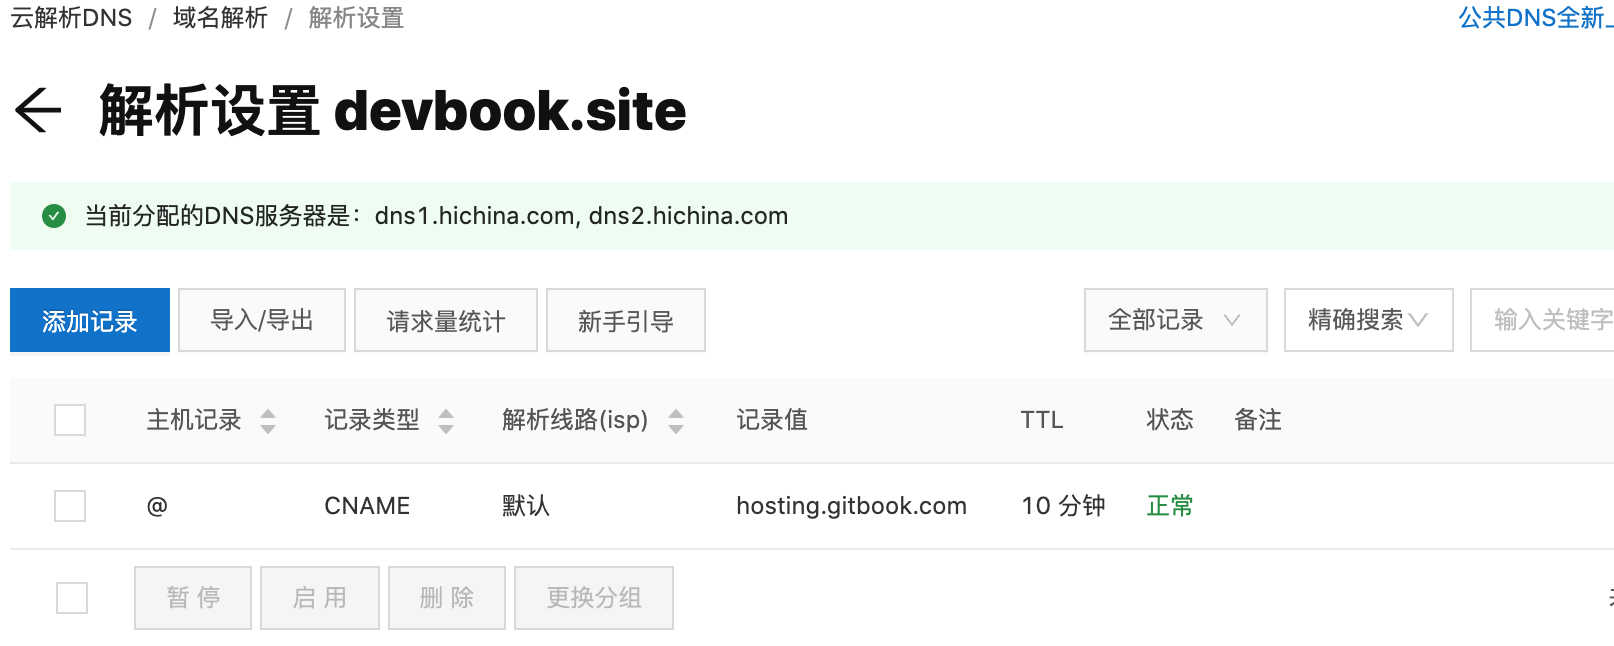 云解析DNS / 域名解析 / 解析设置 公共DNS全新
解析设置 devbook.site
当前分配的DNS服务器是：dns1.hichina.com, dns2.hichina.com
添加记录 导入/导出 请求量统计 新手引导 全部记录 精确搜索 输入关键字
主机记录 记录类型 解析线路(isp) 记录值 TTL 状态 备注
@ CNAME 默认 hosting.gitbook.com 10 分钟 正常
暂 停 启 用 删 除 更换分组